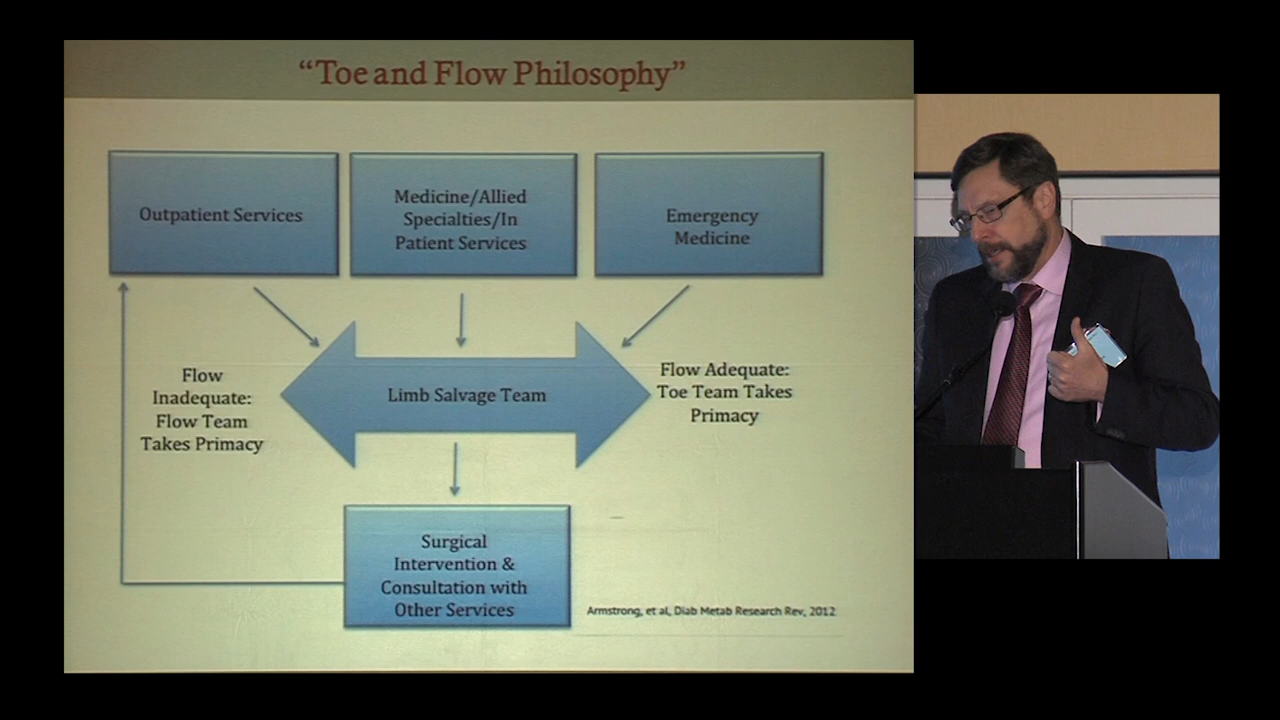 “Toe and Flow Philosophy”
Outpatient Services
Medicine/Allied
Specialties/In
Patient Services
Emergency
Medicine
Flow
Inadequate:
Flow Team
Takes Primacy
Limb Salvage Team
Flow Adequate:
Toe Team Takes
Primacy
Surgical
Intervention &
Consultation with
Other Services
Armstrong, et al, Diab Metab Research Rev, 2012